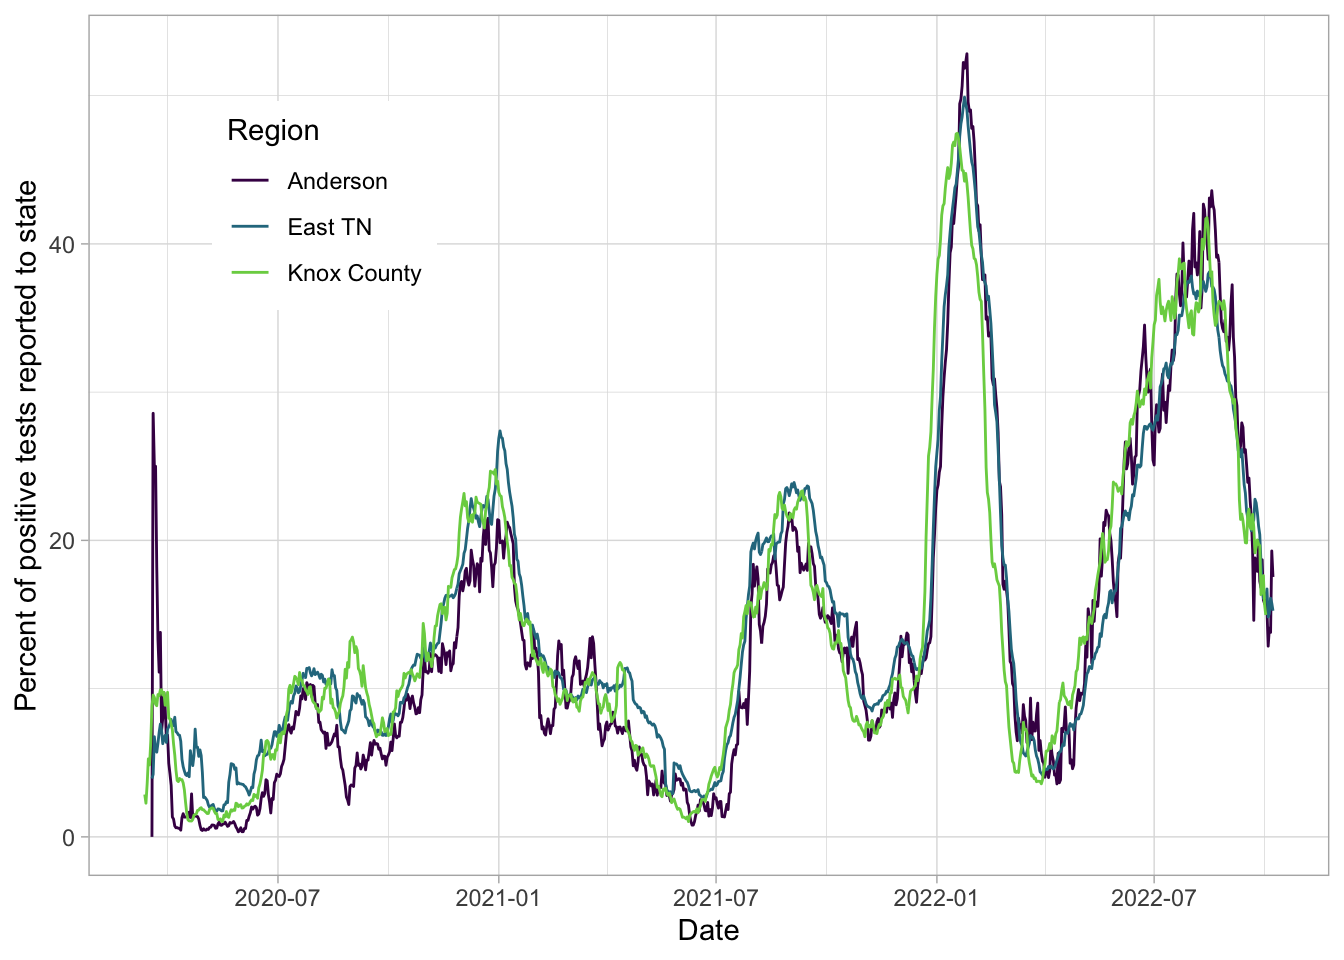 Percent of positive tests reported to state
Region
Anderson
East TN
Knox County
40
20
0
2020-07
2021-01
2021-07
2022-01
2022-07
Date